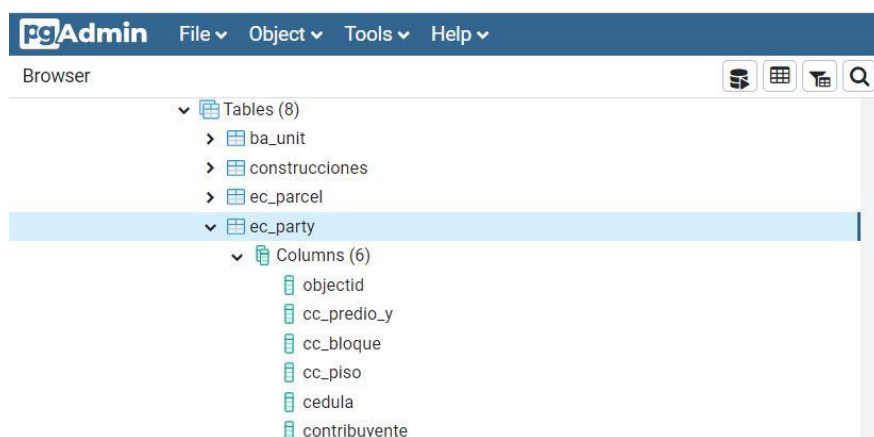 pgAdmin File Object Tools Help
Browser
Tables (8)
ba_unit
construcciones
ec_parcel
ec_party
Columns (6)
objectid
cc_predio_y
cc_bloque
cc_piso
cedula
contribuyente